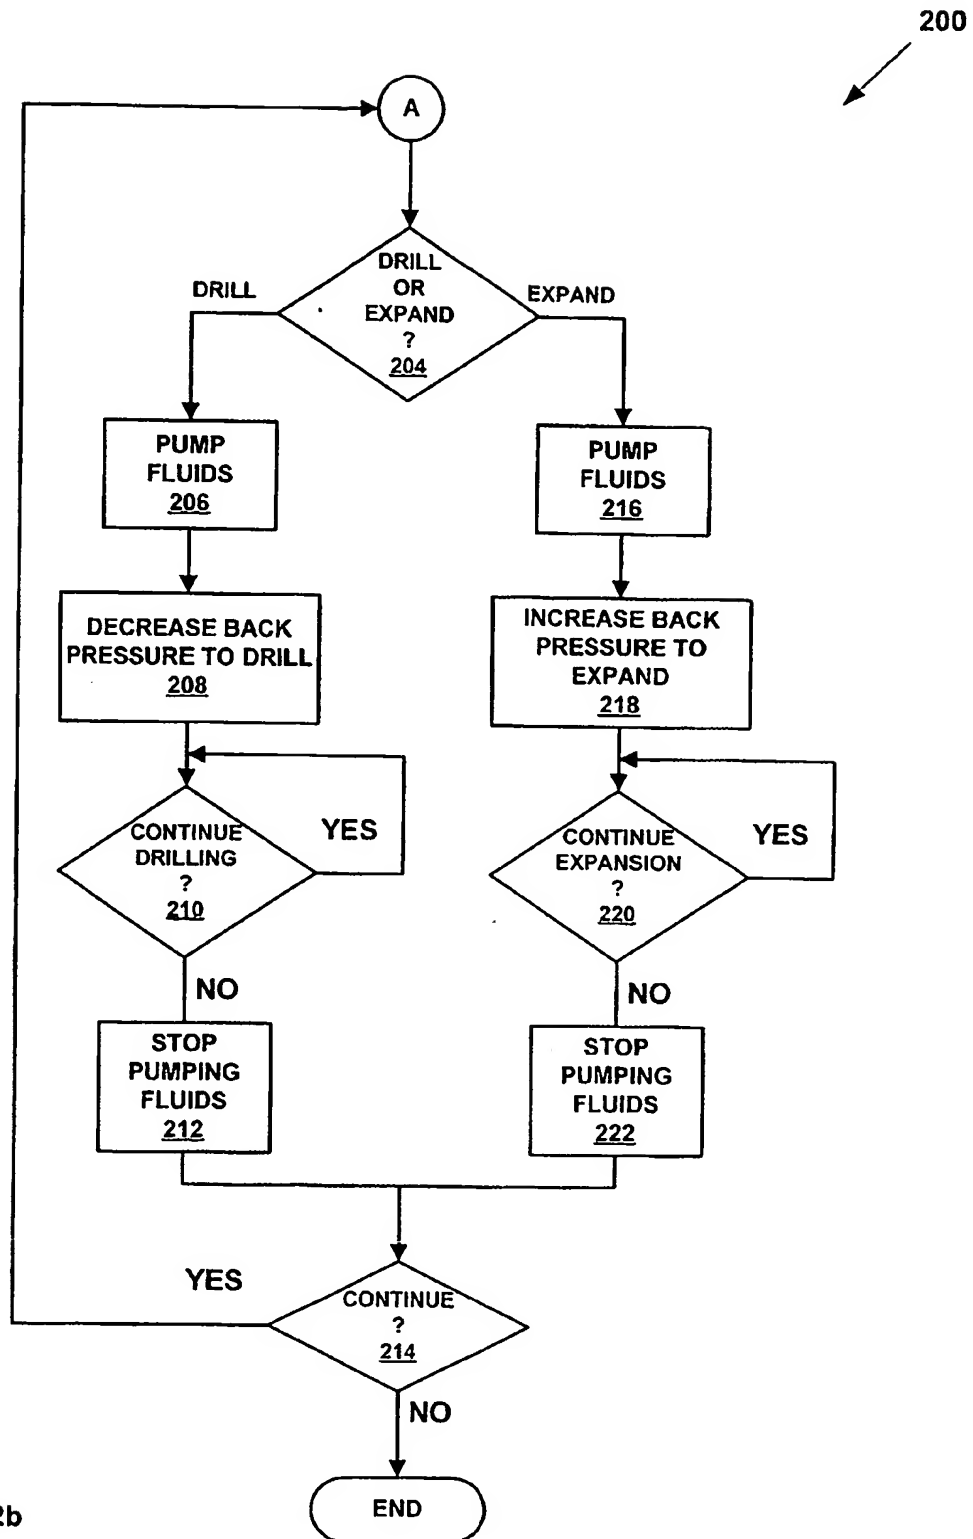 200
A
DRILL
OR
EXPAND
?
204
DRILL
EXPAND
PUMP
FLUIDS
206
PUMP
FLUIDS
216
DECREASE BACK
PRESSURE TO DRILL
208
INCREASE BACK
PRESSURE TO
EXPAND
218
CONTINUE
DRILLING
?
210
YES
CONTINUE
EXPANSION
?
220
YES
NO
NO
STOP
PUMPING
FLUIDS
212
STOP
PUMPING
FLUIDS
222
YES
CONTINUE
?
214
NO
END
2b